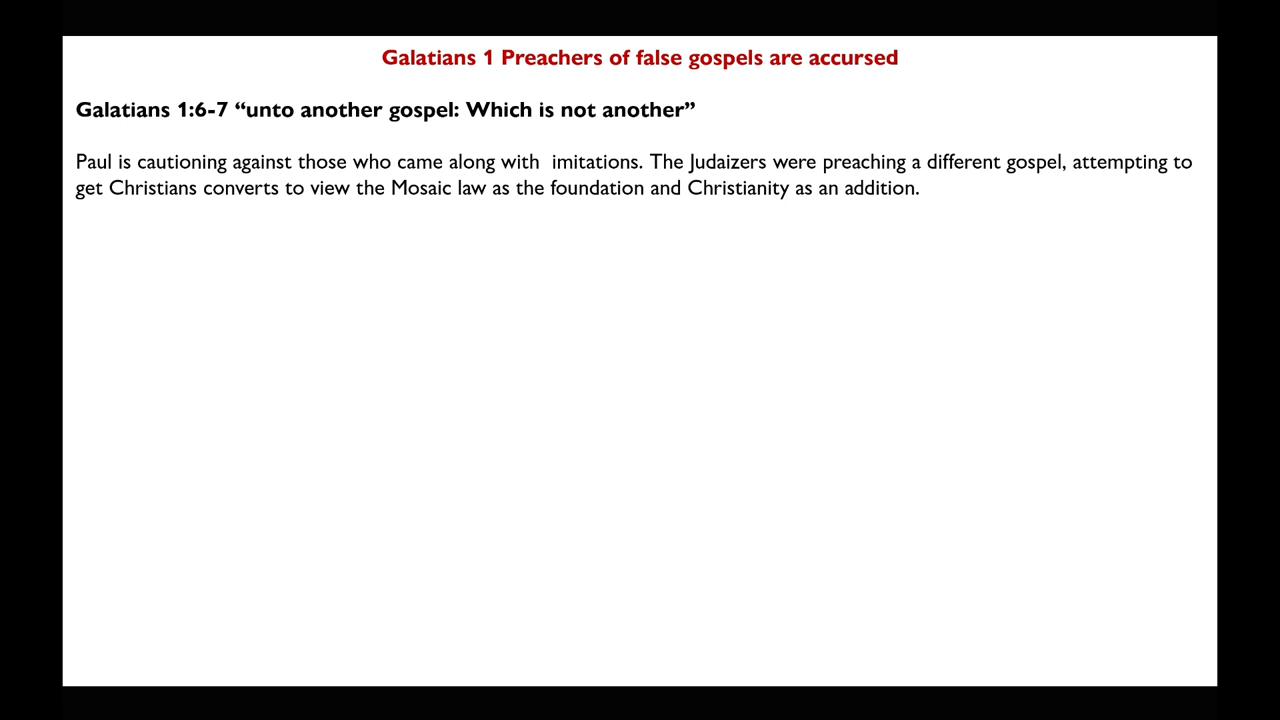 Galatians 1 Preachers of false gospels are accursed
Galatians 1:6-7 “unto another gospel: Which is not another”
Paul is cautioning against those who came along with  imitations. The Judaizers were preaching a different gospel, attempting to
get Christians converts to view the Mosaic law as the foundation and Christianity as an addition.